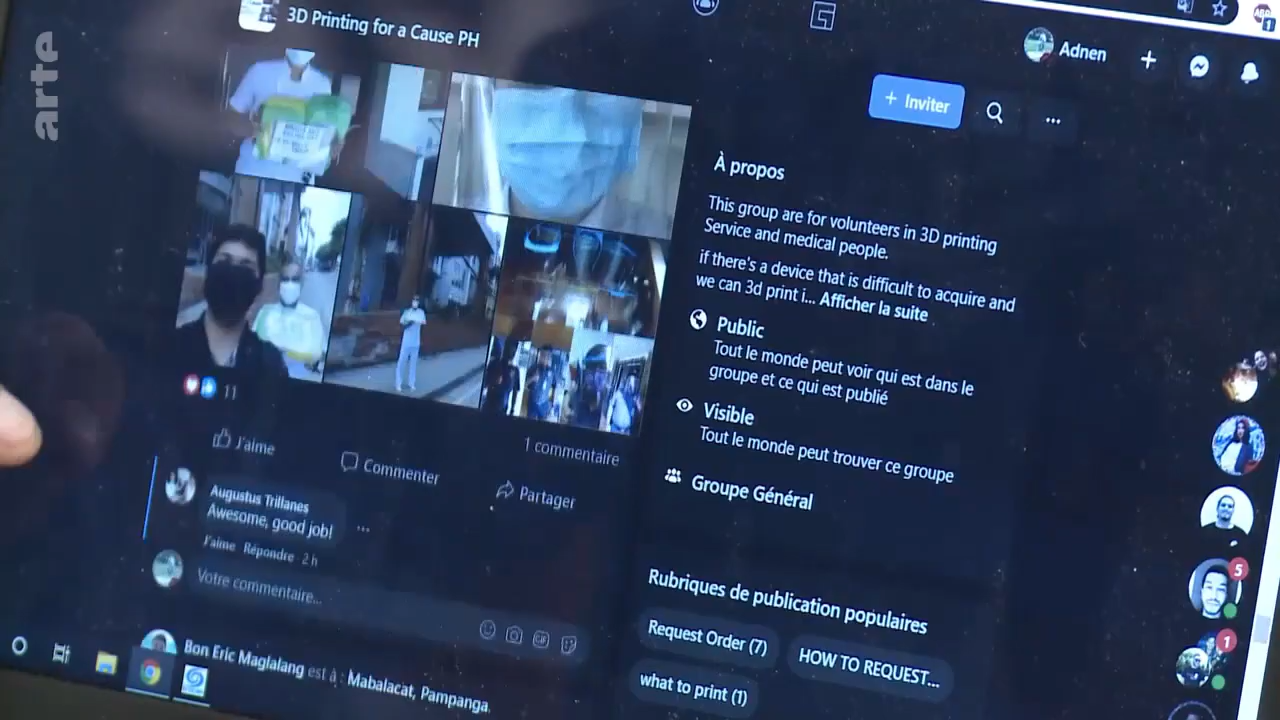 arte
3D Printing for a Cause PH
Adnen
ABP
1
+ Inviter
À propos
This group are for volunteers in 3D printing
Service and medical people.
if there's a device that is difficult to acquire and
we can 3d print i... Afficher la suite
Public
Tout le monde peut voir qui est dans le
groupe et ce qui est publié
Visible
Tout le monde peut trouver ce groupe
Groupe Général
11
1 commentaire
J'aime
Commenter
Partager
Augustus Trillanes
Awesome, good job!
J'aime Répondre 2 h
Votre commentaire...
GIF
Bon Eric Maglalang est à : Mabalacat, Pampanga.
Rubriques de publication populaires
Request Order (7)
HOW TO REQUEST...
what to print (1)
5
1